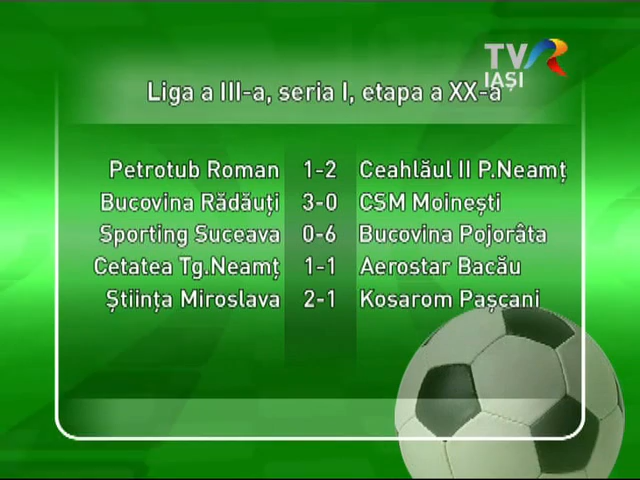 TVR
IAȘI
Liga a III-a, seria I, etapa a XX-a
Petrotub Roman 1-2 Ceahlăul II P.Neamț
Bucovina Rădăuți 3-0 CSM Moinești
Sporting Suceava 0-6 Bucovina Pojorâta
Cetatea Tg.Neamț 1-1 Aerostar Bacău
Știința Miroslava 2-1 Kosarom Pașcani